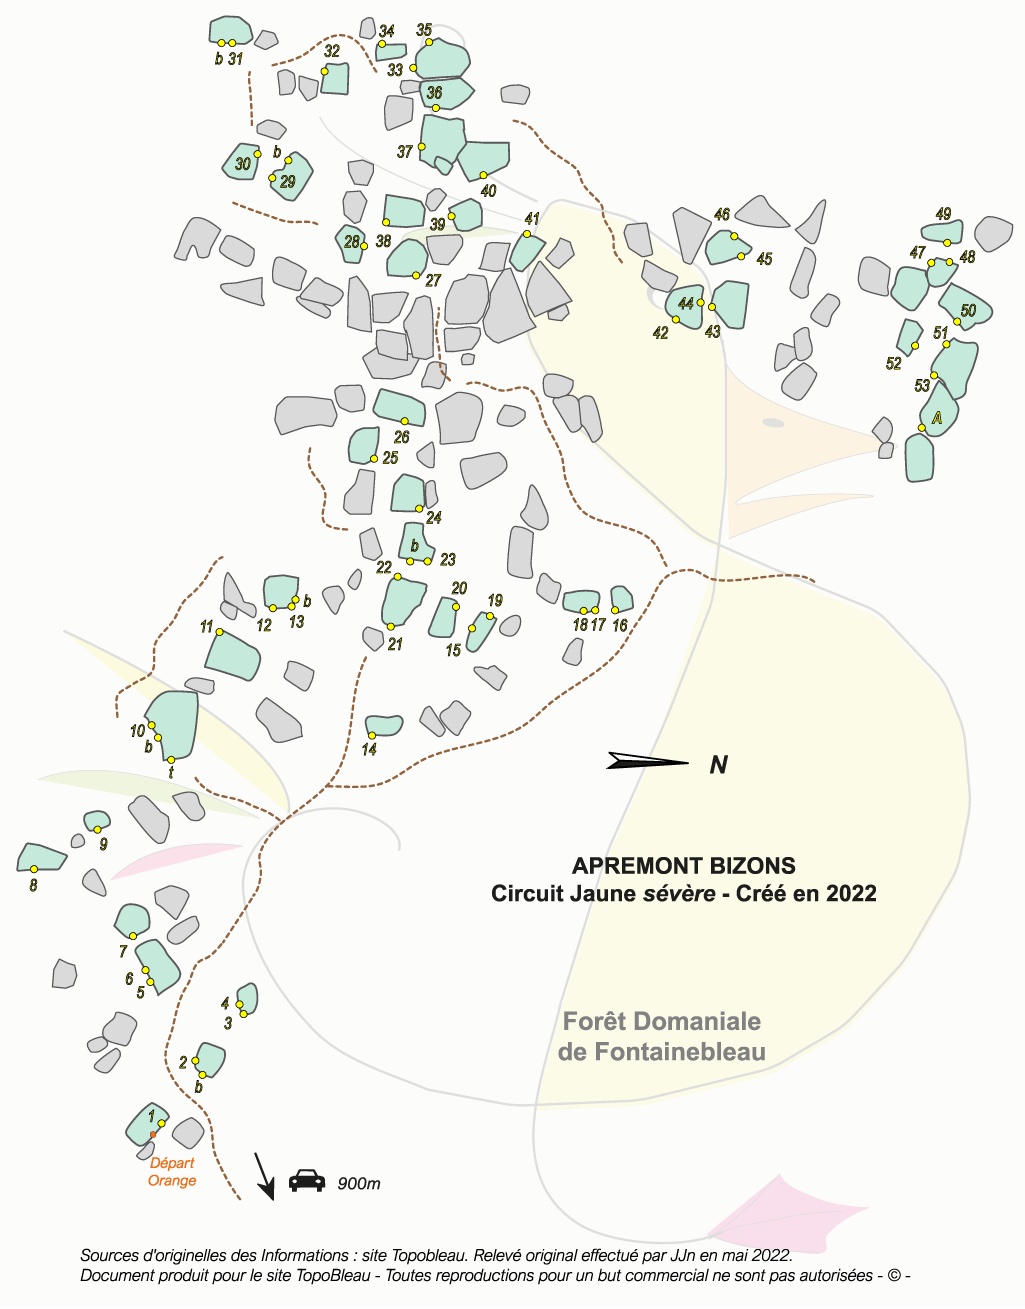 34
35
b 31
32
33
36
37
b
30
29
40
46
49
39
41
28
38
45
47
48
27
44
50
42
43
51
52
53
26
A
25
24
b
23
22
20
19
12
13
b
18
17
16
11
21
15
10
b
14
t
N
9
8
APREMONT BIZONS
Circuit Jaune sévère - Créé en 2022
7
6
5
4
3
Forêt Domaniale
de Fontainebleau
2
b
1
Départ
Orange
900m
Sources d'originelles des Informations : site Topobleau. Relevé original effectué par JJn en mai 2022.
Document produit pour le site TopoBleau - Toutes reproductions pour un but commercial ne sont pas autorisées - © -